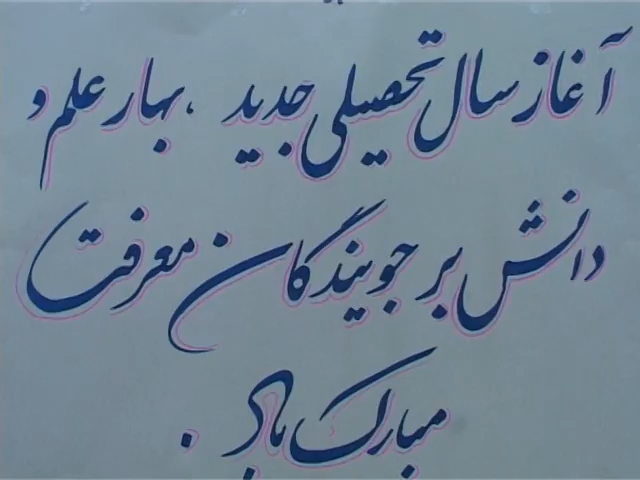 آغاز سال تحصیلی جدید ، بهار علم و
دانش بر جویندگان معرفت
مبارک باد .